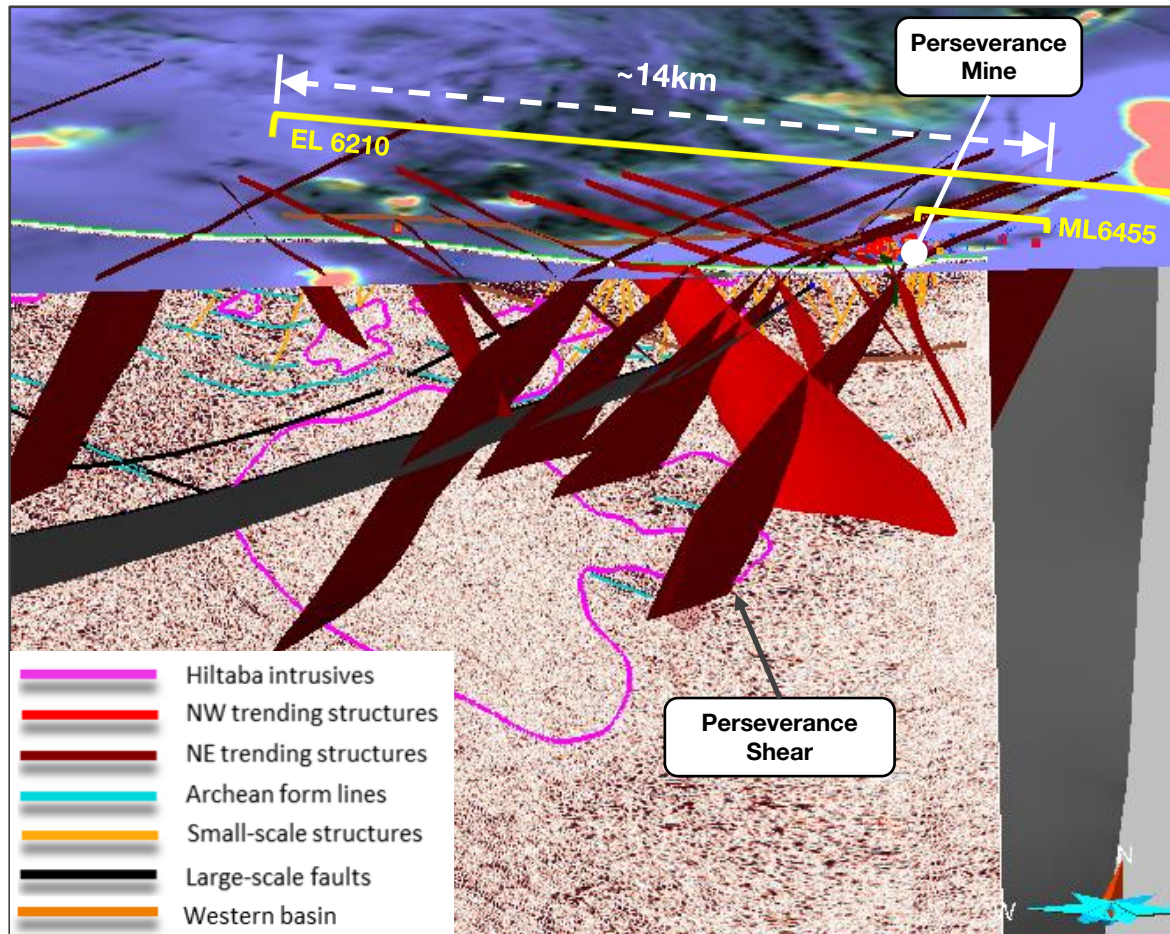 Perseverance
Mine
~14km
EL 6210
ML6455
Hiltaba intrusives
NW trending structures
NE trending structures
Archean form lines
Small-scale structures
Large-scale faults
Western basin
Perseverance
Shear
N
W